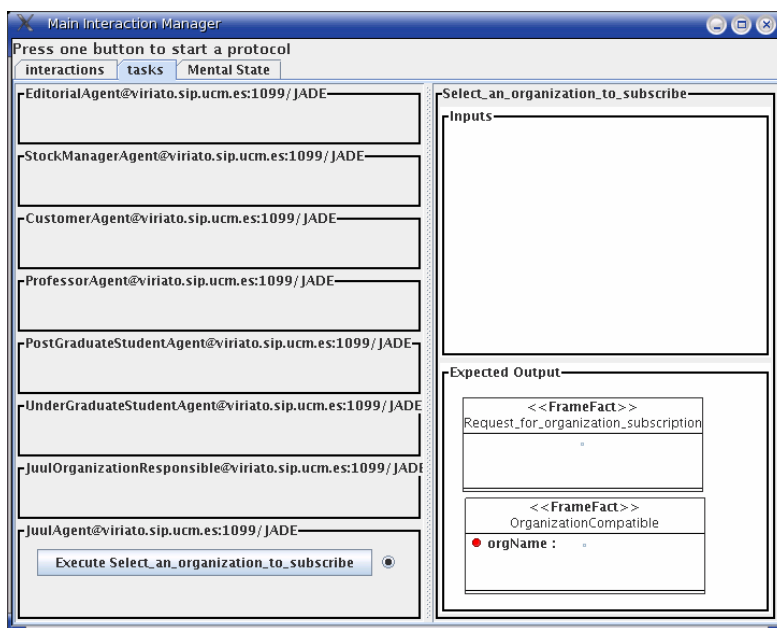 Main Interaction Manager
Press one button to start a protocol
interactions tasks Mental State
EditorialAgent@viriato.sip.ucm.es:1099/JADE
StockManagerAgent@viriato.sip.ucm.es:1099/JADE
CustomerAgent@viriato.sip.ucm.es:1099/JADE
ProfessorAgent@viriato.sip.ucm.es:1099/JADE
PostGraduateStudentAgent@viriato.sip.ucm.es:1099/JADE
UnderGraduateStudentAgent@viriato.sip.ucm.es:1099/JADE
JuulOrganizationResponsible@viriato.sip.ucm.es:1099/JADE
JuulAgent@viriato.sip.ucm.es:1099/JADE
Execute Select_an_organization_to_subscribe
Select_an_organization_to_subscribe
Inputs
Expected Output
<<FrameFact>>
Request_for_organization_subscription
<<FrameFact>>
OrganizationCompatible
orgName :